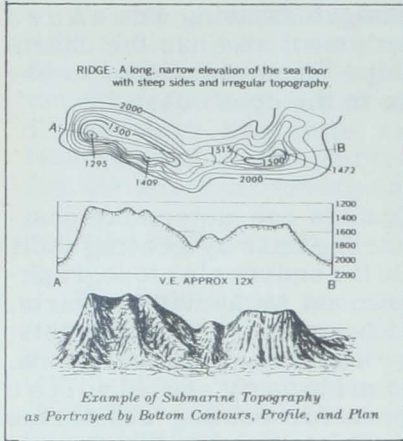 RIDGE: A long, narrow elevation of the sea floor
with steep sides and irregular topography.
2000
A
1500
1515
B
1500
1295
1409
2000
1472
1200
1400
1600
1800
2000
2200
A
V.E. APPROX 12X
B
Example of Submarine Topography
as Portrayed by Bottom Contours, Profile, and Plan